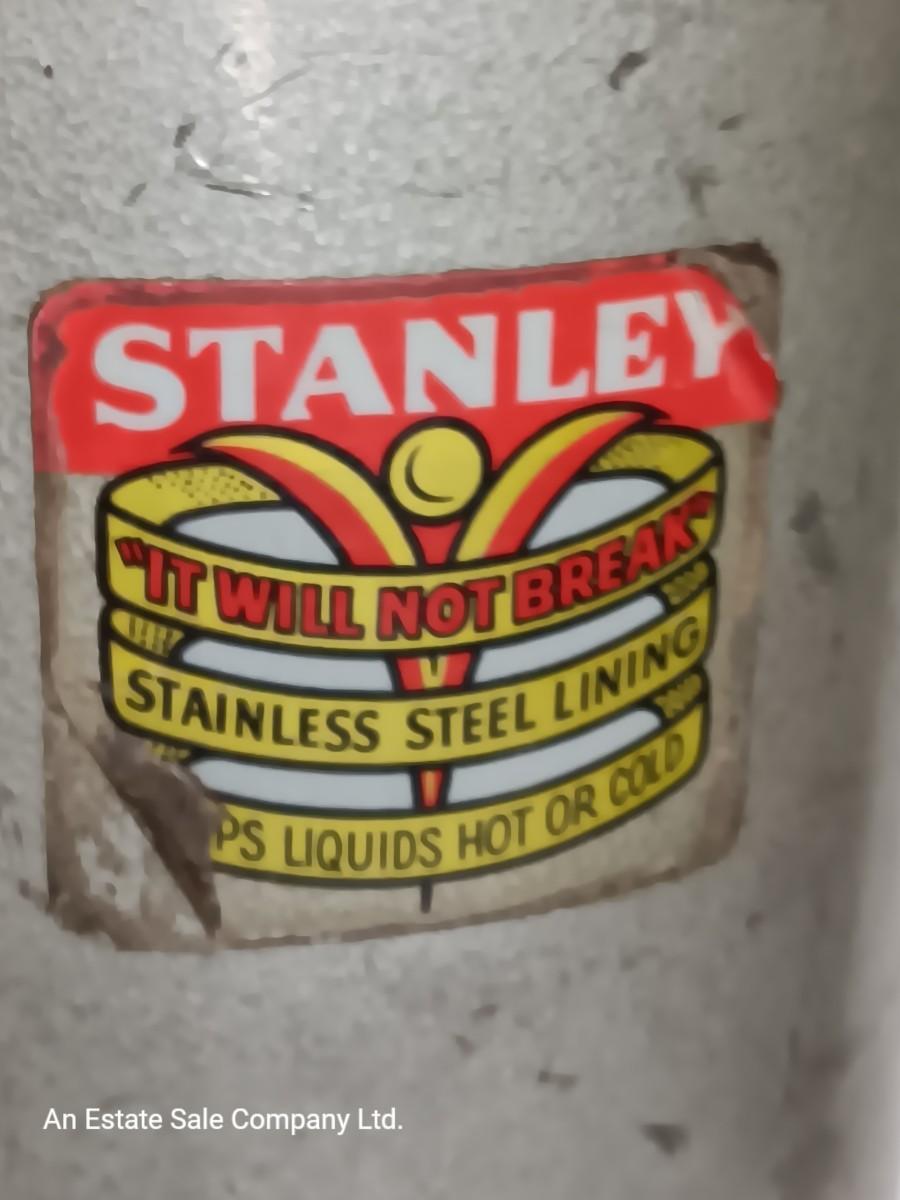 STANLEY
"IT WILL NOT BREAK"
STAINLESS STEEL LINING
PS LIQUIDS HOT OR COLD
An Estate Sale Company Ltd.